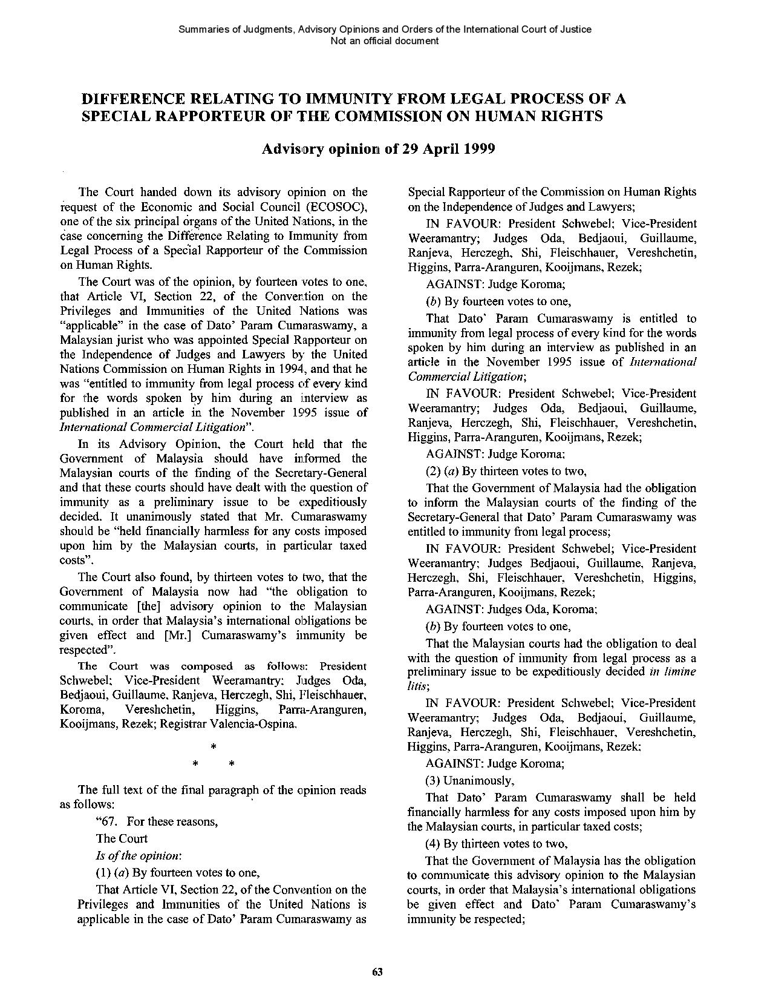 Summaries of Judgments, Advisory Opinions and Orders of the International Court of Justice
Not an official document
DIFFERENCE RELATING TO IMMUNITY FROM LEGAL PROCESS OF A
SPECIAL RAPPORTEUR OF THE COMMISSION ON HUMAN RIGHTS
Advisory opinion of 29 April 1999
The Court handed down its advisory opinion on the
request of the Economic and Social Council (ECOSOC),
one of the six principal organs of the United Nations, in the
case concerning the Difference Relating to Immunity from
Legal Process of a Special Rapporteur of the Commission
on Human Rights.
The Court was of the opinion, by fourteen votes to one,
that Article VI, Section 22, of the Convention on the
Privileges and Immunities of the United Nations was
“applicable” in the case of Dato’ Param Cumaraswamy, a
Malaysian jurist who was appointed Special Rapporteur on
the Independence of Judges and Lawyers by the United
Nations Commission on Human Rights in 1994, and that he
was “entitled to immunity from legal process of every kind
for the words spoken by him during an interview as
published in an article in the November 1995 issue of
International Commercial Litigation”.
In its Advisory Opinion, the Court held that the
Government of Malaysia should have informed the
Malaysian courts of the finding of the Secretary-General
and that these courts should have dealt with the question of
immunity as a preliminary issue to be expeditiously
decided. It unanimously stated that Mr. Cumaraswamy
should be “held financially harmless for any costs imposed
upon him by the Malaysian courts, in particular taxed
costs”.
The Court also found, by thirteen votes to two, that the
Government of Malaysia now had “the obligation to
communicate [the] advisory opinion to the Malaysian
courts, in order that Malaysia’s international obligations be
given effect and [Mr.] Cumaraswamy’s immunity be
respected”.
The Court was composed as follows: President
Schwebel; Vice-President Weeramantry; Judges Oda,
Bedjaoui, Guillaume, Ranjeva, Herczegh, Shi, Fleischhauer,
Koroma, Vereshchetin, Higgins, Parra-Aranguren,
Kooijmans, Rezek; Registrar Valencia-Ospina.
*
* *
The full text of the final paragraph of the opinion reads
as follows:
“67. For these reasons,
The Court
Is of the opinion:
(1) (a) By fourteen votes to one,
That Article VI, Section 22, of the Convention on the
Privileges and Immunities of the United Nations is
applicable in the case of Dato’ Param Cumaraswamy as
Special Rapporteur of the Commission on Human Rights
on the Independence of Judges and Lawyers;
IN FAVOUR: President Schwebel; Vice-President
Weeramantry; Judges Oda, Bedjaoui, Guillaume,
Ranjeva, Herczegh, Shi, Fleischhauer, Vereshchetin,
Higgins, Parra-Aranguren, Kooijmans, Rezek;
AGAINST: Judge Koroma;
(b) By fourteen votes to one,
That Dato’ Param Cumaraswamy is entitled to
immunity from legal process of every kind for the words
spoken by him during an interview as published in an
article in the November 1995 issue of International
Commercial Litigation;
IN FAVOUR: President Schwebel; Vice-President
Weeramantry; Judges Oda, Bedjaoui, Guillaume,
Ranjeva, Herczegh, Shi, Fleischhauer, Vereshchetin,
Higgins, Parra-Aranguren, Kooijmans, Rezek;
AGAINST: Judge Koroma;
(2) (a) By thirteen votes to two,
That the Government of Malaysia had the obligation
to inform the Malaysian courts of the finding of the
Secretary-General that Dato’ Param Cumaraswamy was
entitled to immunity from legal process;
IN FAVOUR: President Schwebel; Vice-President
Weeramantry; Judges Bedjaoui, Guillaume, Ranjeva,
Herczegh, Shi, Fleischhauer, Vereshchetin, Higgins,
Parra-Aranguren, Kooijmans, Rezek;
AGAINST: Judges Oda, Koroma;
(b) By fourteen votes to one,
That the Malaysian courts had the obligation to deal
with the question of immunity from legal process as a
preliminary issue to be expeditiously decided in limine
litis;
IN FAVOUR: President Schwebel; Vice-President
Weeramantry; Judges Oda, Bedjaoui, Guillaume,
Ranjeva, Herczegh, Shi, Fleischhauer, Vereshchetin,
Higgins, Parra-Aranguren, Kooijmans, Rezek;
AGAINST: Judge Koroma;
(3) Unanimously,
That Dato’ Param Cumaraswamy shall be held
financially harmless for any costs imposed upon him by
the Malaysian courts, in particular taxed costs;
(4) By thirteen votes to two,
That the Government of Malaysia has the obligation
to communicate this advisory opinion to the Malaysian
courts, in order that Malaysia’s international obligations
be given effect and Dato’ Param Cumaraswamy’s
immunity be respected;
63